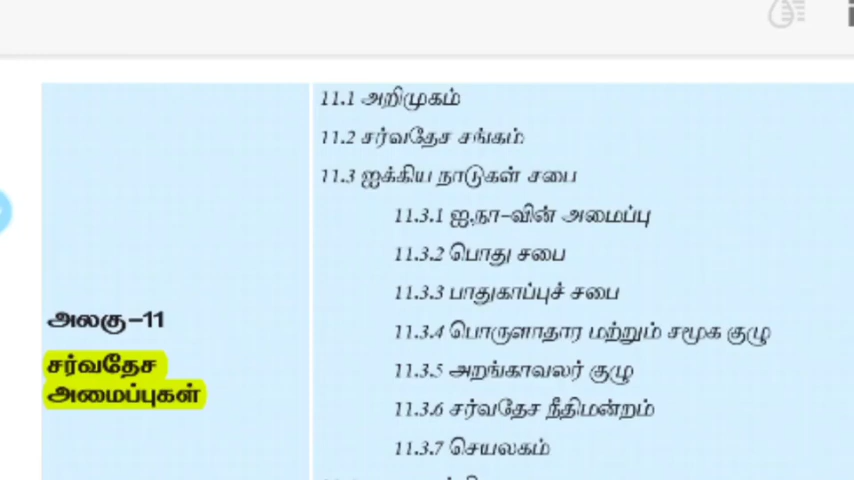 11.1 அறிமுகம்
11.2 சர்வதேச சங்கம்
11.3 ஐக்கிய நாடுகள் சபை
11.3.1 ஐ.நா-வின் அமைப்பு
11.3.2 பொது சபை
11.3.3 பாதுகாப்புச் சபை
11.3.4 பொருளாதார மற்றும் சமூக குழு
11.3.5 அறங்காவலர் குழு
11.3.6 சர்வதேச நீதிமன்றம்
11.3.7 செயலகம்
அலகு-11
சர்வதேச
அமைப்புகள்